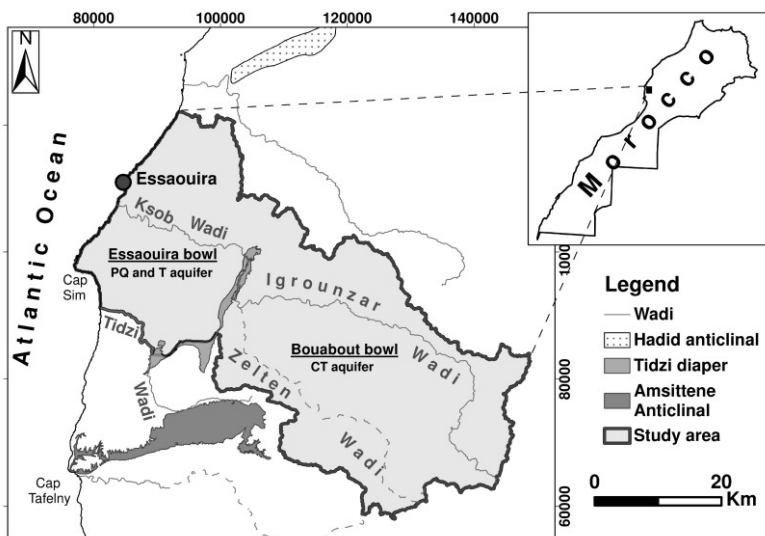 80000 100000 120000 140000
N
Morocco
Atlantic Ocean
Essaouira
Ksob Wadi
Essaouira bowl
PQ and T aquifer
Cap
Sim
Igrounzar
Wadi
Tidzi
Wadi
Bouabout bowl
CT aquifer
Zelten
Wadi
Cap
Tafelny
80000
60000
Legend
Wadi
Hadid anticlinal
Tidzi diaper
Amsittene
Anticlinal
Study area
0 20
Km